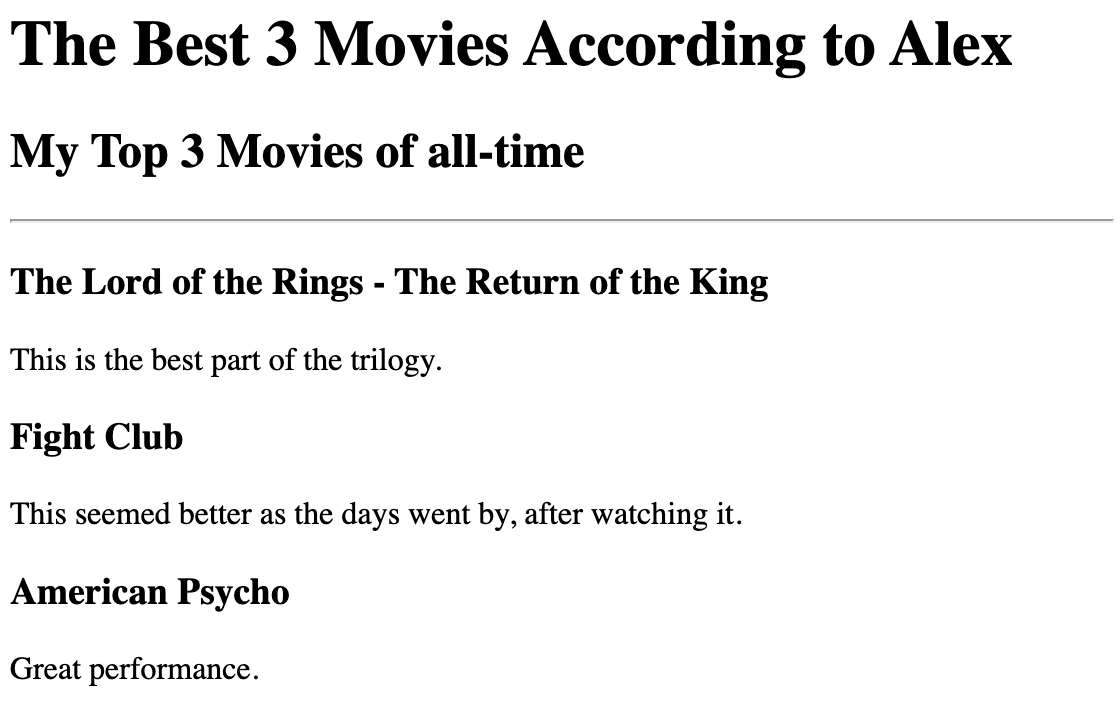 The Best 3 Movies According to Alex
My Top 3 Movies of all-time
The Lord of the Rings - The Return of the King
This is the best part of the trilogy.
Fight Club
This seemed better as the days went by, after watching it.
American Psycho
Great performance.